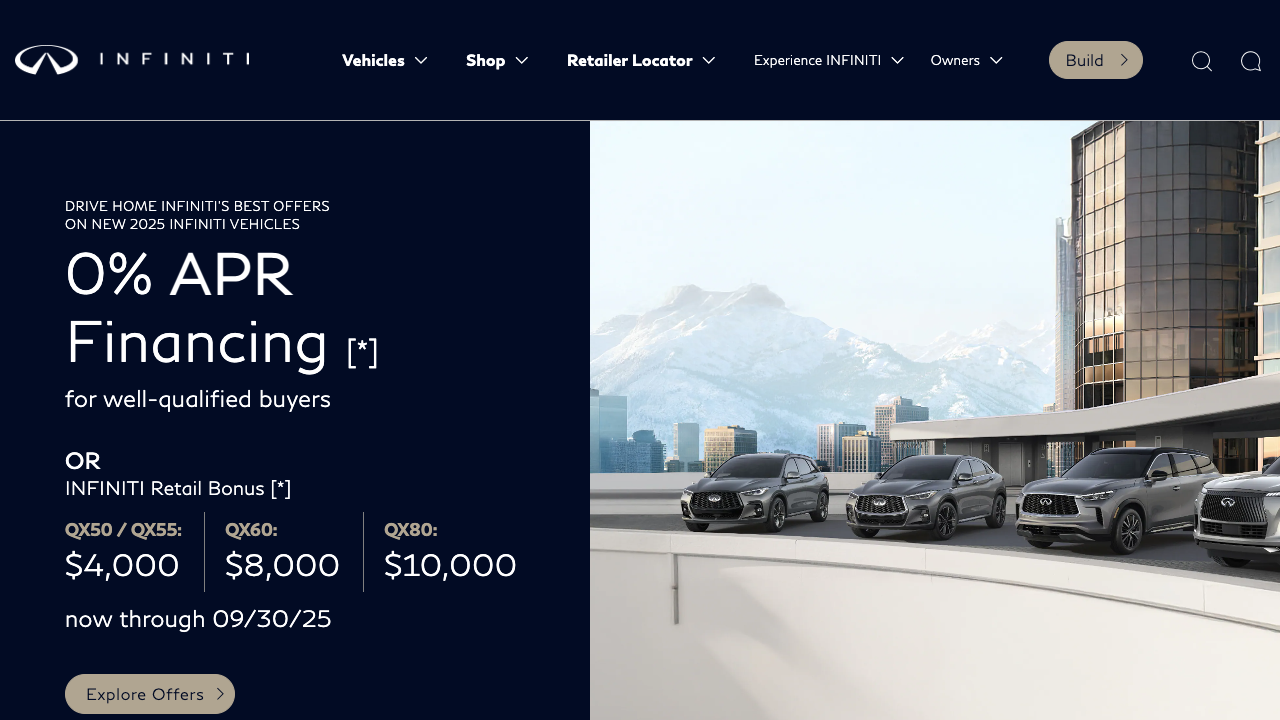 INFINITI
Vehicles
Shop
Retailer Locator
Experience INFINITI
Owners
Build
DRIVE HOME INFINITI'S BEST OFFERS
ON NEW 2025 INFINITI VEHICLES
0% APR
Financing [*]
for well-qualified buyers
OR
INFINITI Retail Bonus [*]
QX50 / QX55:
$4,000
QX60:
$8,000
QX80:
$10,000
now through 09/30/25
Explore Offers